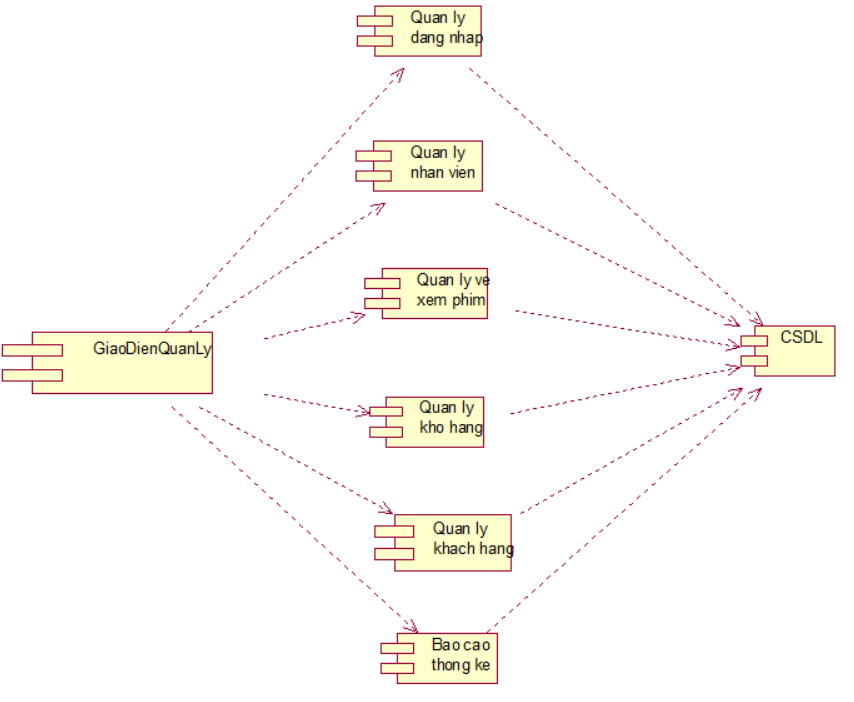 Quan ly
dang nhap
Quan ly
nhan vien
Quan ly ve
xem phim
GiaoDienQuanLy
CSDL
Quan ly
kho hang
Quan ly
khach hang
Bao cao
thong ke